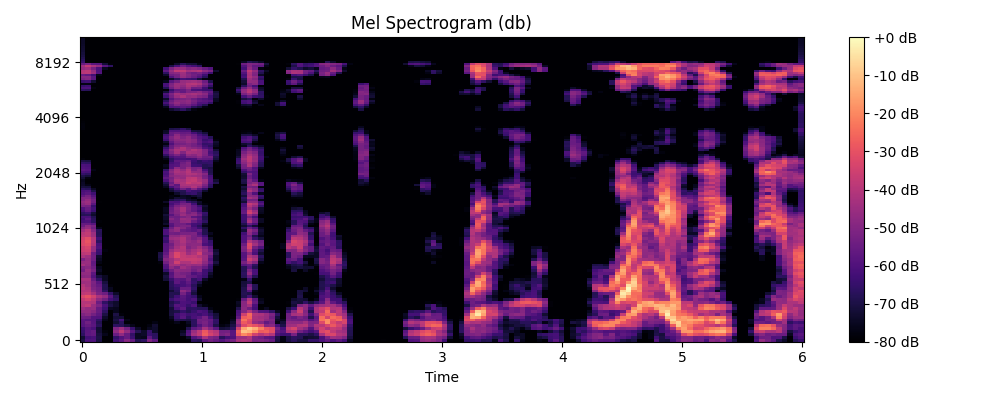 Mel Spectrogram (db)
Hz
8192
4096
2048
1024
512
0
0 1 2 3 4 5 6
Time
+0 dB
-10 dB
-20 dB
-30 dB
-40 dB
-50 dB
-60 dB
-70 dB
-80 dB